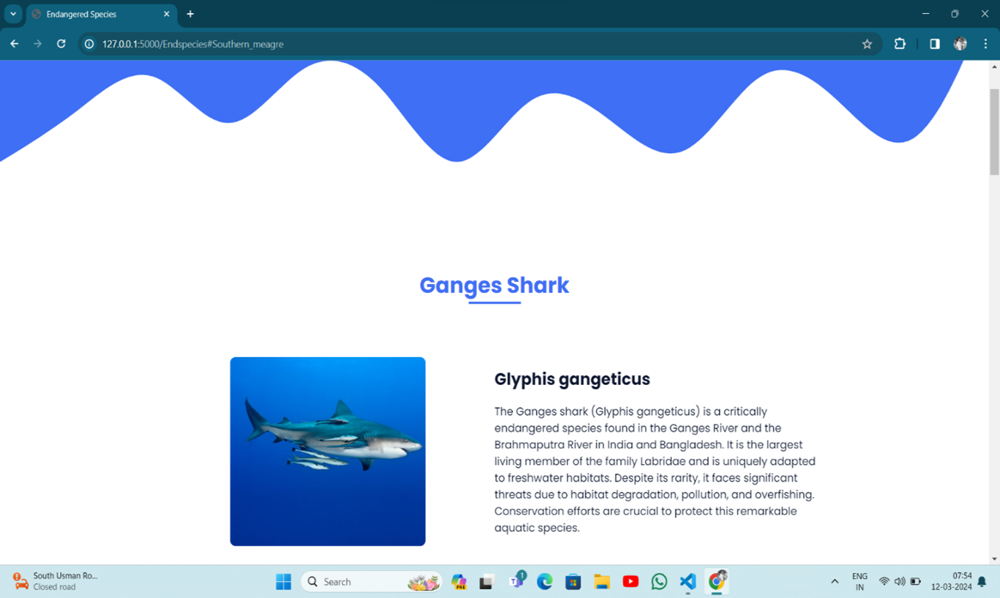 Endangered Species
127.0.0.1:5000/Endspecies#Southern_meagre
Ganges Shark
Glyphis gangeticus
The Ganges shark (Glyphis gangeticus) is a critically
endangered species found in the Ganges River and the
Brahmaputra River in India and Bangladesh. It is the largest
living member of the family Labridae and is uniquely adapted
to freshwater habitats. Despite its rarity, it faces significant
threats due to habitat degradation, pollution, and overfishing.
Conservation efforts are crucial to protect this remarkable
aquatic species.
South Usman Ro...
Closed road
Search
PRE
1
ENG
IN
07:54
12-03-2024